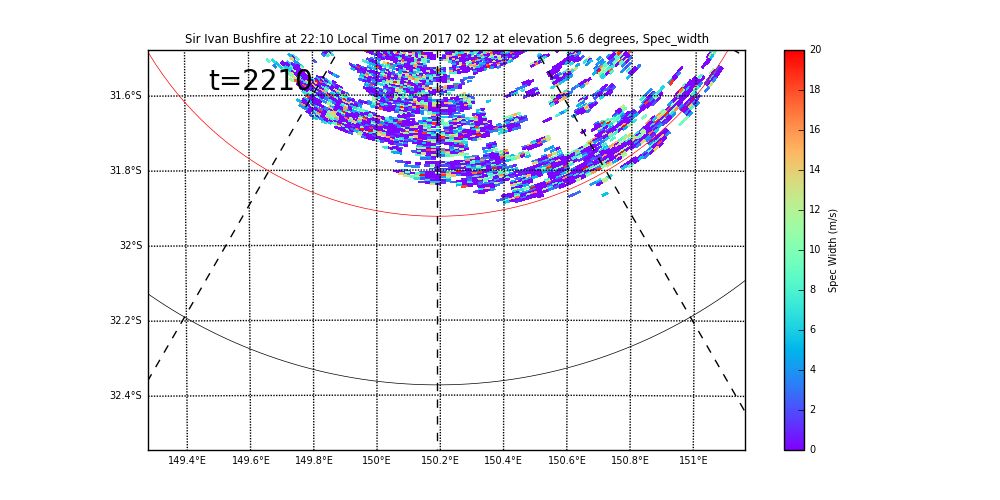 Sir Ivan Bushfire at 22:10 Local Time on 2017 02 12 at elevation 5.6 degrees, Spec_width
t=2210
31.6°S
31.8°S
32°S
32.2°S
32.4°S
149.4°E 149.6°E 149.8°E 150°E 150.2°E 150.4°E 150.6°E 150.8°E 151°E
20
18
16
14
12
10
8
6
4
2
0
Spec Width (m/s)